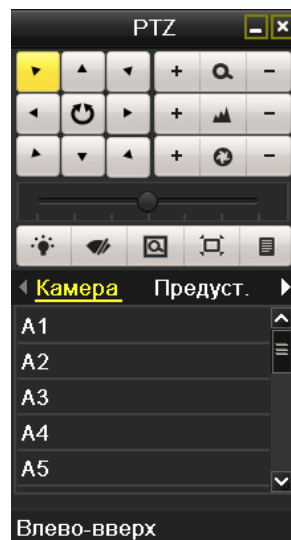 PTZ
+ −
+ −
+ −
Камера Предуст.
A1
A2
A3
A4
A5
Влево-вверх